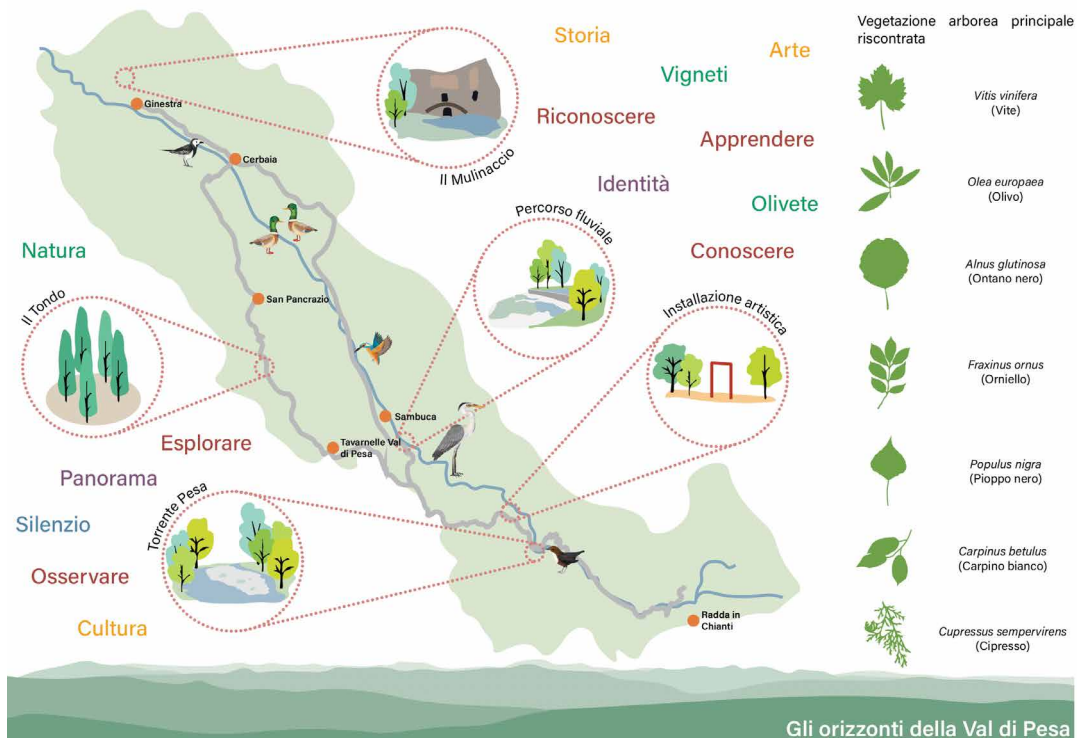 Storia
Arte
Vigneti
Riconoscere
Apprendere
Identità
Olivete
Conoscere
Natura
Esplorare
Panorama
Silenzio
Osservare
Cultura
Ginestra
Cerbaia
San Pancrazio
Sambuca
Tavarnelle Val
di Pesa
Radda in
Chianti
Il Mulinaccio
Percorso fluviale
Installazione artistica
Il Tondo
Torrente Pesa
Vegetazione arborea principale
riscontrata
Vitis vinifera
(Vite)
Olea europaea
(Olivo)
Alnus glutinosa
(Ontano nero)
Fraxinus ornus
(Orniello)
Populus nigra
(Pioppo nero)
Carpinus betulus
(Carpino bianco)
Cupressus sempervirens
(Cipresso)
Gli orizzonti della Val di Pesa